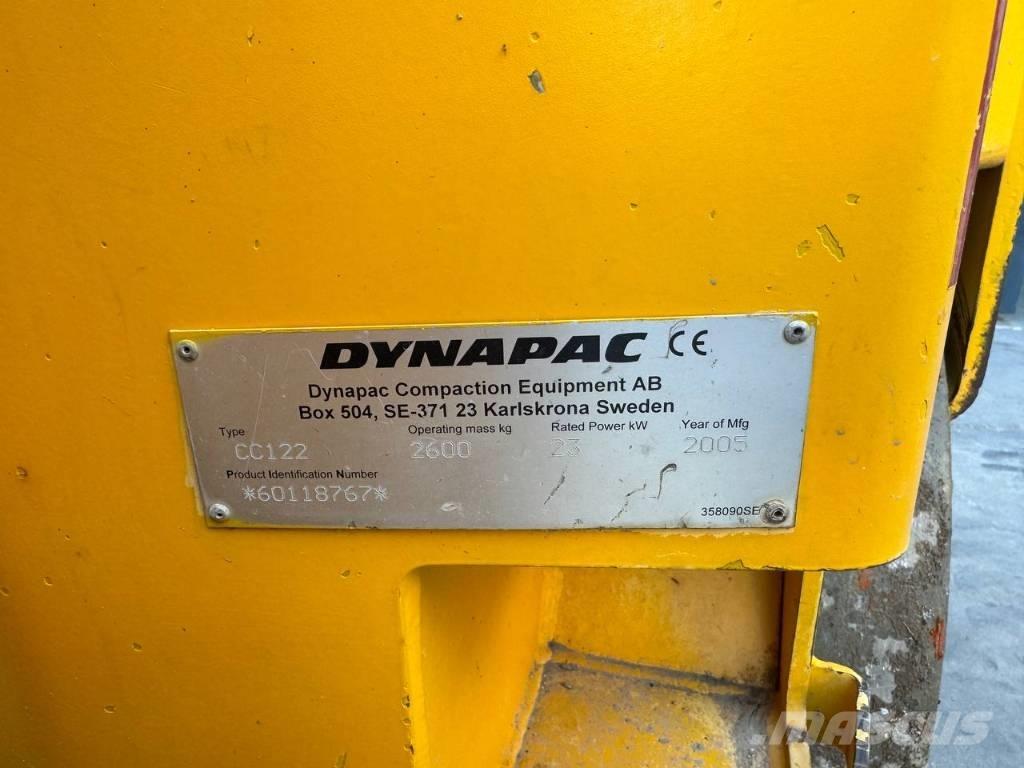 DYNAPAC CE
Dynapac Compaction Equipment AB
Box 504, SE-371 23 Karlskrona Sweden
Type Operating mass kg Rated Power kW Year of Mfg
CC122 2600 23 2005
Product Identification Number
*60118767*
358090SE
MASCUS